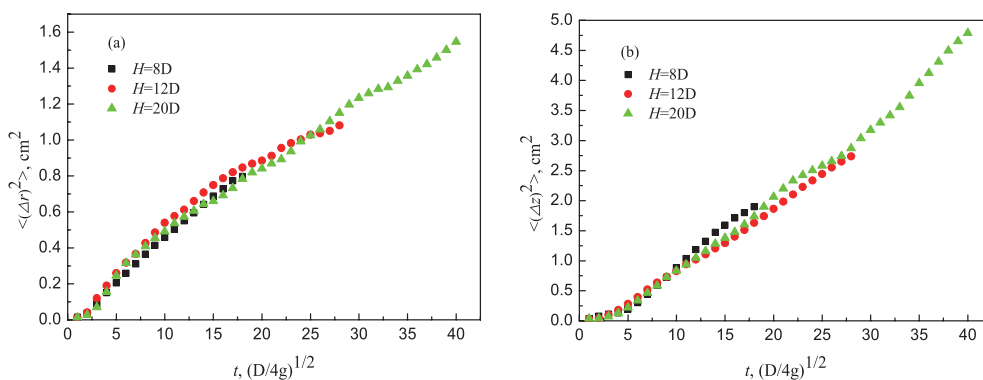 (a)
H=8D
H=12D
H=20D
<(Δr)²>, cm²
1.6
1.4
1.2
1.0
0.8
0.6
0.4
0.2
0.0
0 5 10 15 20 25 30 35 40
t, (D/4g)^1/2
(b)
H=8D
H=12D
H=20D
<(Δz)²>, cm²
5.0
4.5
4.0
3.5
3.0
2.5
2.0
1.5
1.0
0.5
0.0
0 5 10 15 20 25 30 35 40
t, (D/4g)^1/2